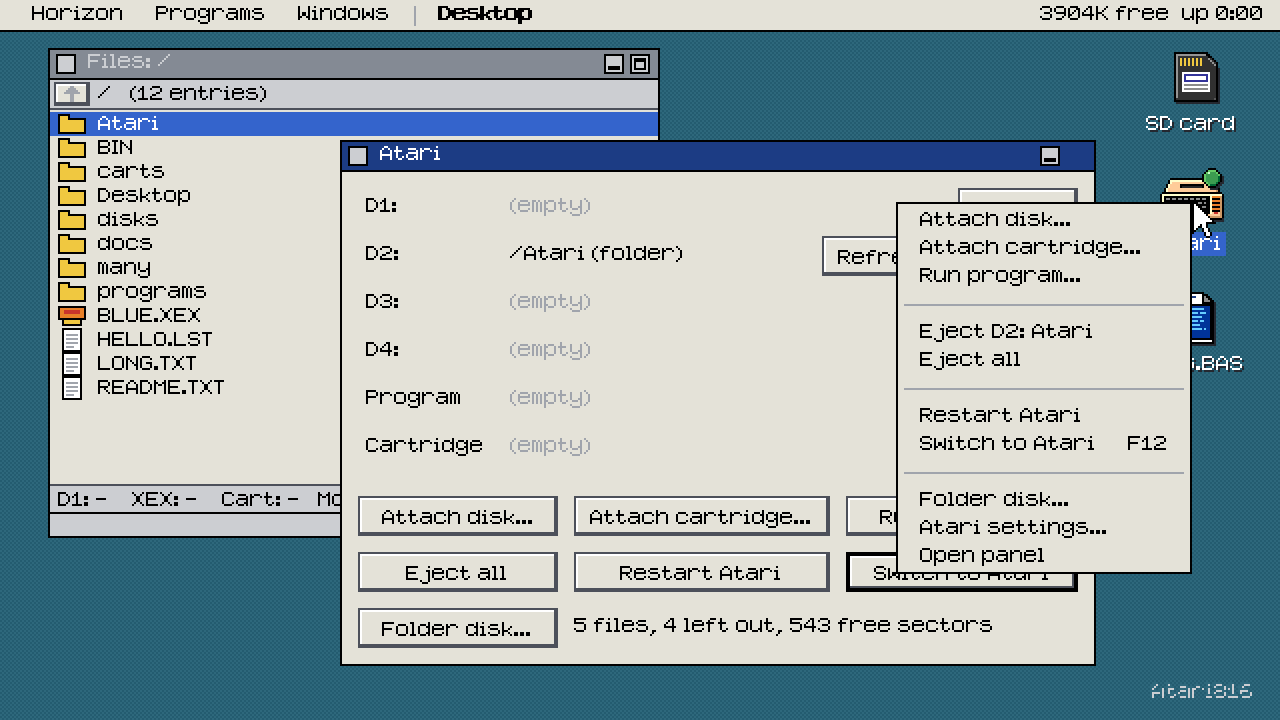 Horizon Programs Windows | Desktop 3904K free up 0:00
Files: /
/ (12 entries)
Atari
BIN
carts
Desktop
disks
docs
many
programs
BLUE.XEX
HELLO.LST
LONG.TXT
README.TXT
D1: - XEX: - Cart: -
Atari
D1: (empty)
D2: /Atari (folder)
D3: (empty)
D4: (empty)
Program (empty)
Cartridge (empty)
Attach disk... Attach cartridge...
Eject all Restart Atari Switch to Atari
Folder disk... 5 files, 4 left out, 543 free sectors
Attach disk...
Attach cartridge...
Run program...
Eject D2: Atari
Eject all
Restart Atari
Switch to Atari F12
Folder disk...
Atari settings...
Open panel
SD card
Atari816